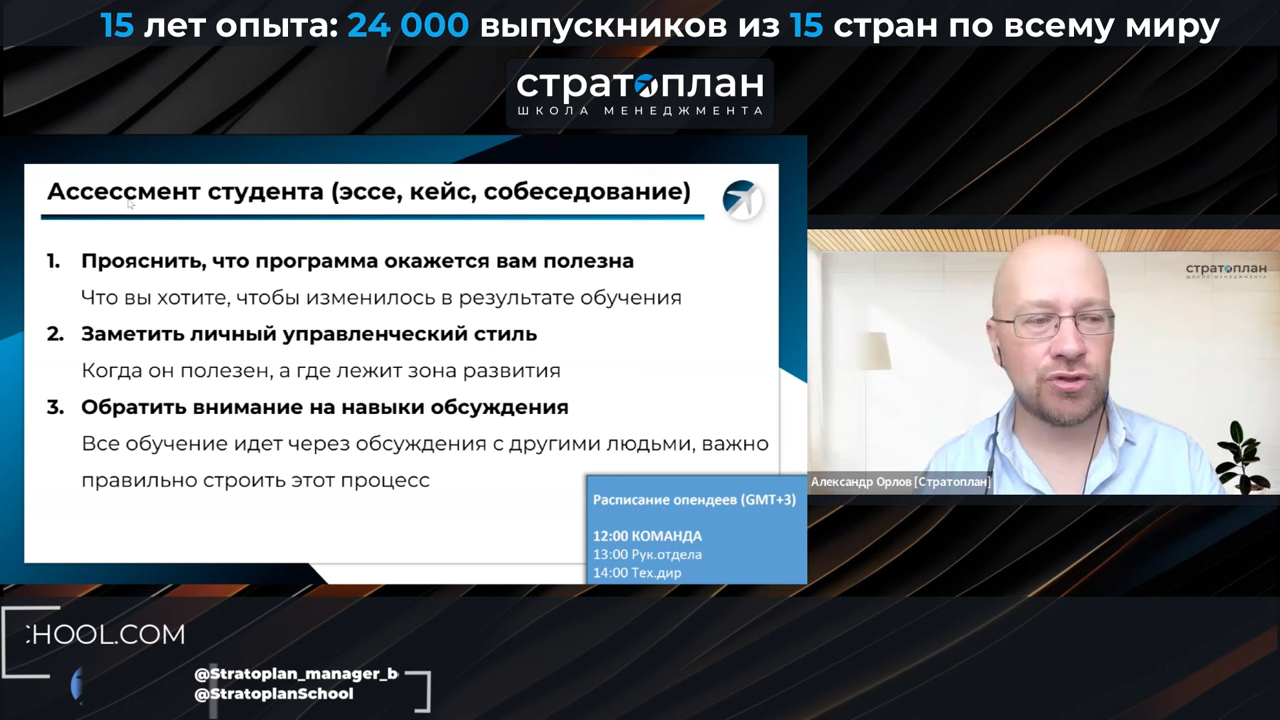 15 лет опыта: 24 000 выпускников из 15 стран по всему миру
стратоплан
ШКОЛА МЕНЕДЖМЕНТА
Ассессмент студента (эссе, кейс, собеседование)
1. Прояснить, что программа окажется вам полезна
Что вы хотите, чтобы изменилось в результате обучения
2. Заметить личный управленческий стиль
Когда он полезен, а где лежит зона развития
3. Обратить внимание на навыки обсуждения
Все обучение идет через обсуждения с другими людьми, важно
правильно строить этот процесс
Расписание опендеев (GMT+3)
12:00 КОМАНДА
13:00 Рук.отдела
14:00 Тех.дир
стратоплан
ШКОЛА МЕНЕДЖМЕНТА
Александр Орлов [Стратоплан]
HOOL.COM
@Stratoplan_manager_b
@StratoplanSchool